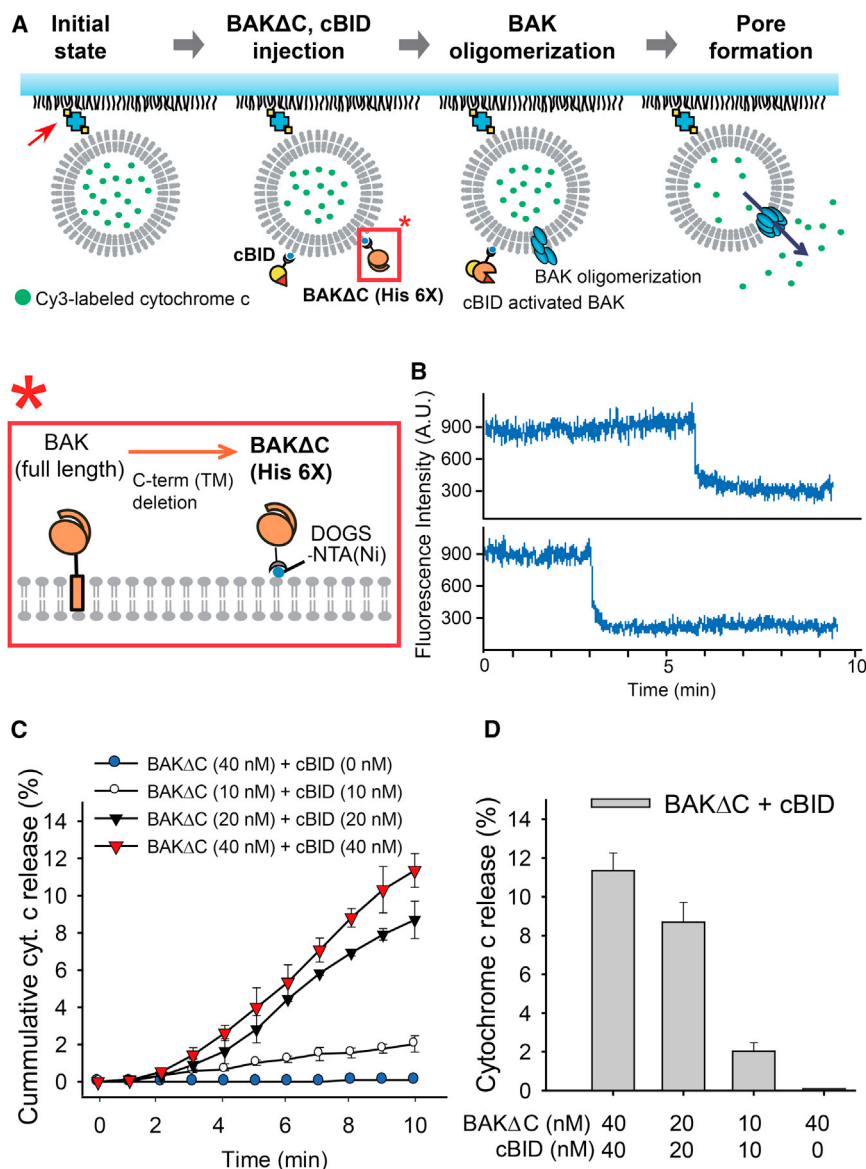 A
Initial
state
BAKΔC, cBID
injection
BAK
oligomerization
Pore
formation
cBID
*
BAKΔC (His 6X)
BAK oligomerization
cBID activated BAK
Cy3-labeled cytochrome c
*
BAK
(full length)
C-term (TM)
deletion
BAKΔC
(His 6X)
DOGS
-NTA(Ni)
B
Fluorescence Intensity (A.U.)
900
600
300
900
600
300
0 5 10
Time (min)
C
BAKΔC (40 nM) + cBID (0 nM)
BAKΔC (10 nM) + cBID (10 nM)
BAKΔC (20 nM) + cBID (20 nM)
BAKΔC (40 nM) + cBID (40 nM)
Cummulative cyt. c release (%)
14
12
10
8
6
4
2
0
0 2 4 6 8 10
Time (min)
D
BAKΔC + cBID
Cytochrome c release (%)
14
12
10
8
6
4
2
0
BAKΔC (nM) 40 20 10 40
cBID (nM) 40 20 10 0